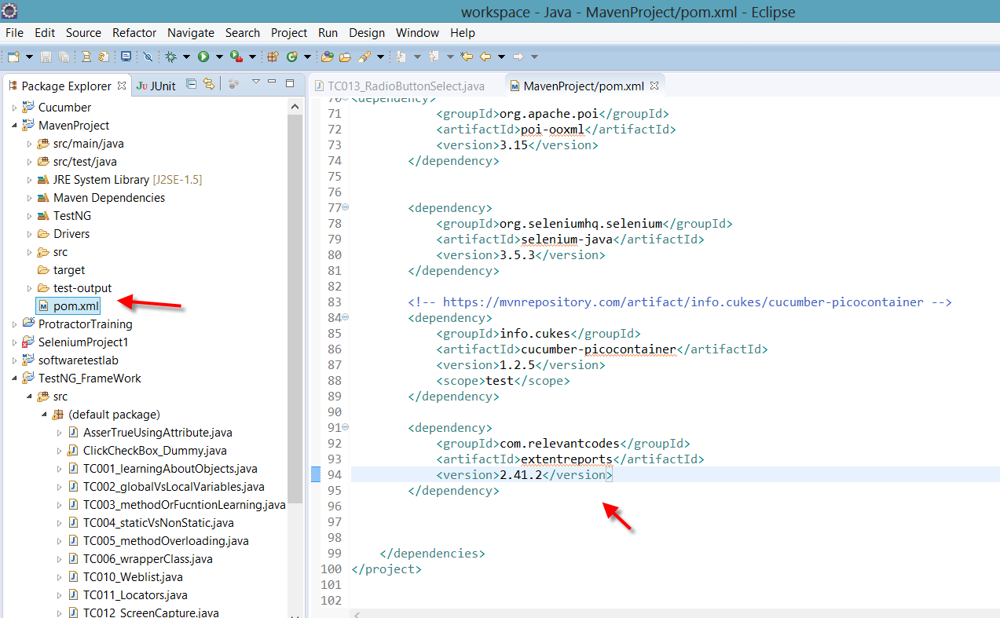 workspace - Java - MavenProject/pom.xml - Eclipse
File Edit Source Refactor Navigate Search Project Run Design Window Help
Package Explorer JUnit
Cucumber
MavenProject
src/main/java
src/test/java
JRE System Library [J2SE-1.5]
Maven Dependencies
TestNG
Drivers
src
target
test-output
pom.xml
ProtractorTraining
SeleniumProject1
softwaretestlab
TestNG_FrameWork
src
(default package)
AsserTrueUsingAttribute.java
ClickCheckBox_Dummy.java
TC001_learningAboutObjects.java
TC002_globalVsLocalVariables.java
TC003_methodOrFucntionLearning.java
TC004_staticVsNonStatic.java
TC005_methodOverloading.java
TC006_wrapperClass.java
TC010_Weblist.java
TC011_Locators.java
TC012_ScreenCapture.java
TC013_RadioButtonSelect.java MavenProject/pom.xml
70 <dependency>
71 <groupId>org.apache.poi</groupId>
72 <artifactId>poi-ooxml</artifactId>
73 <version>3.15</version>
74 </dependency>
75
76
77 <dependency>
78 <groupId>org.seleniumhq.selenium</groupId>
79 <artifactId>selenium-java</artifactId>
80 <version>3.5.3</version>
81 </dependency>
82
83 <!-- https://mvnrepository.com/artifact/info.cukes/cucumber-picocontainer -->
84 <dependency>
85 <groupId>info.cukes</groupId>
86 <artifactId>cucumber-picocontainer</artifactId>
87 <version>1.2.5</version>
88 <scope>test</scope>
89 </dependency>
90
91 <dependency>
92 <groupId>com.relevantcodes</groupId>
93 <artifactId>extentreports</artifactId>
94 <version>2.41.2</version>
95 </dependency>
96
97
98
99 </dependencies>
100 </project>
101
102